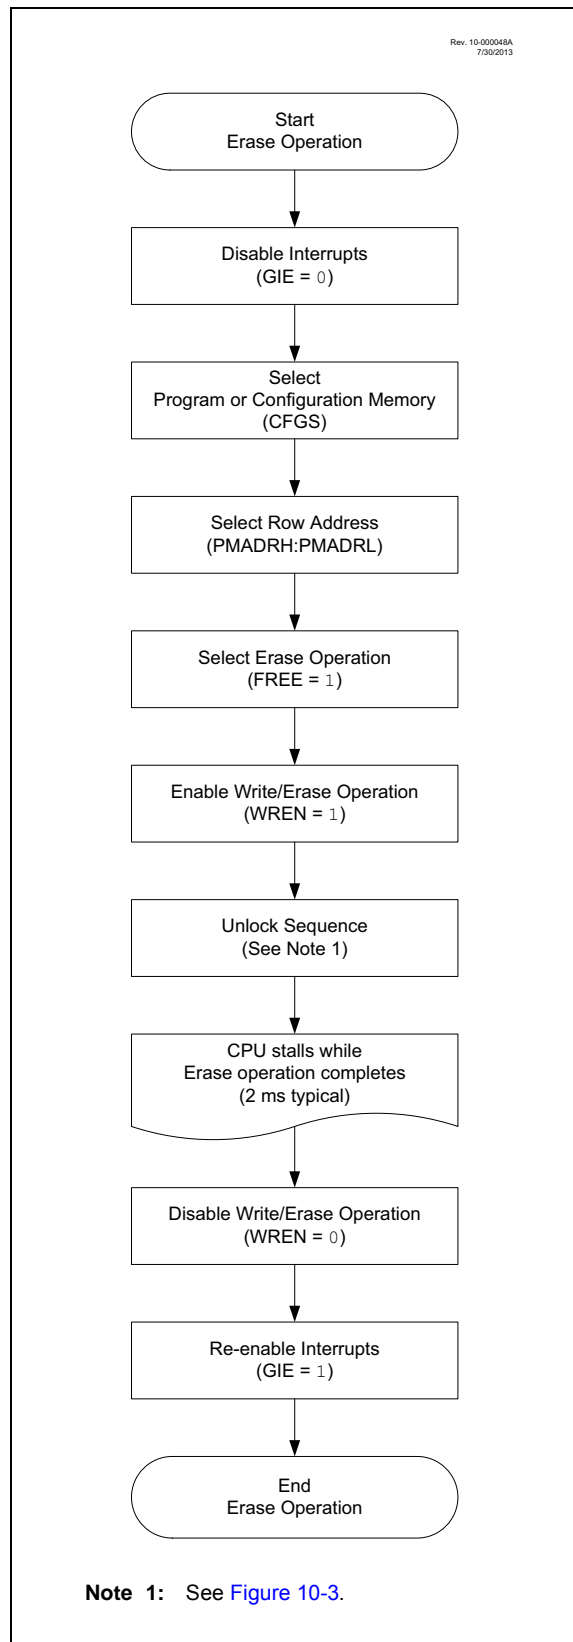 Rev. 10-000048A
7/30/2013
Start
Erase Operation
Disable Interrupts
(GIE = 0)
Select
Program or Configuration Memory
(CFGS)
Select Row Address
(PMADRH:PMADRL)
Select Erase Operation
(FREE = 1)
Enable Write/Erase Operation
(WREN = 1)
Unlock Sequence
(See Note 1)
CPU stalls while
Erase operation completes
(2 ms typical)
Disable Write/Erase Operation
(WREN = 0)
Re-enable Interrupts
(GIE = 1)
End
Erase Operation
Note 1: See Figure 10-3.